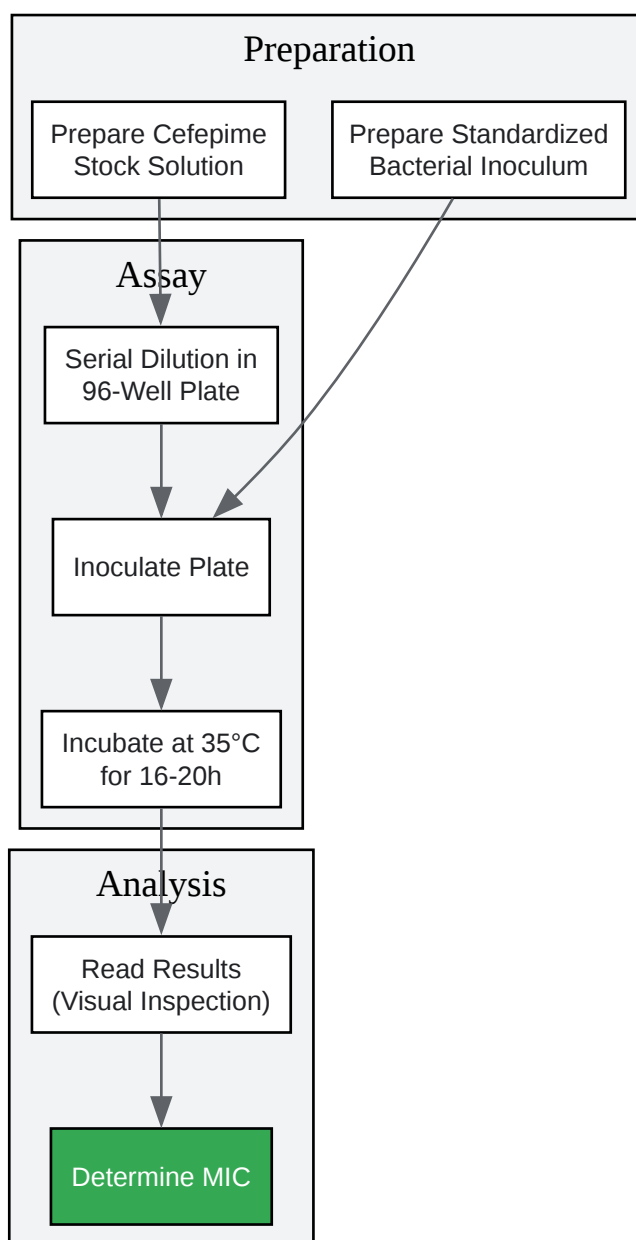 Preparation
Prepare Cefepime
Stock Solution
Prepare Standardized
Bacterial Inoculum
Assay
Serial Dilution in
96-Well Plate
Inoculate Plate
Incubate at 35°C
for 16-20h
Analysis
Read Results
(Visual Inspection)
Determine MIC